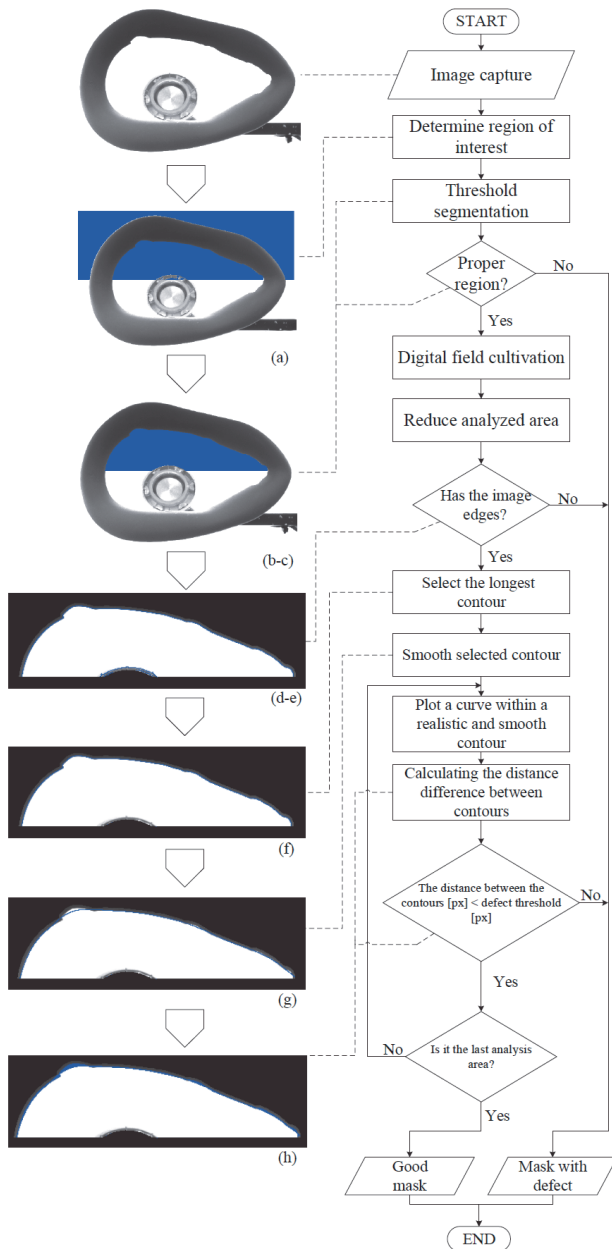 START
Image capture
Determine region of
interest
Threshold
segmentation
Proper
region?
No
Yes
(a)
Digital field cultivation
Reduce analyzed area
Has the image
edges?
No
Yes
(b-c)
Select the longest
contour
Smooth selected contour
(d-e)
Plot a curve within a
realistic and smooth
contour
Calculating the distance
difference between
contours
(f)
The distance between the
contours [px] < defect threshold
[px]
No
Yes
(g)
Is it the last analysis
area?
No
Yes
(h)
Good
mask
Mask with
defect
END